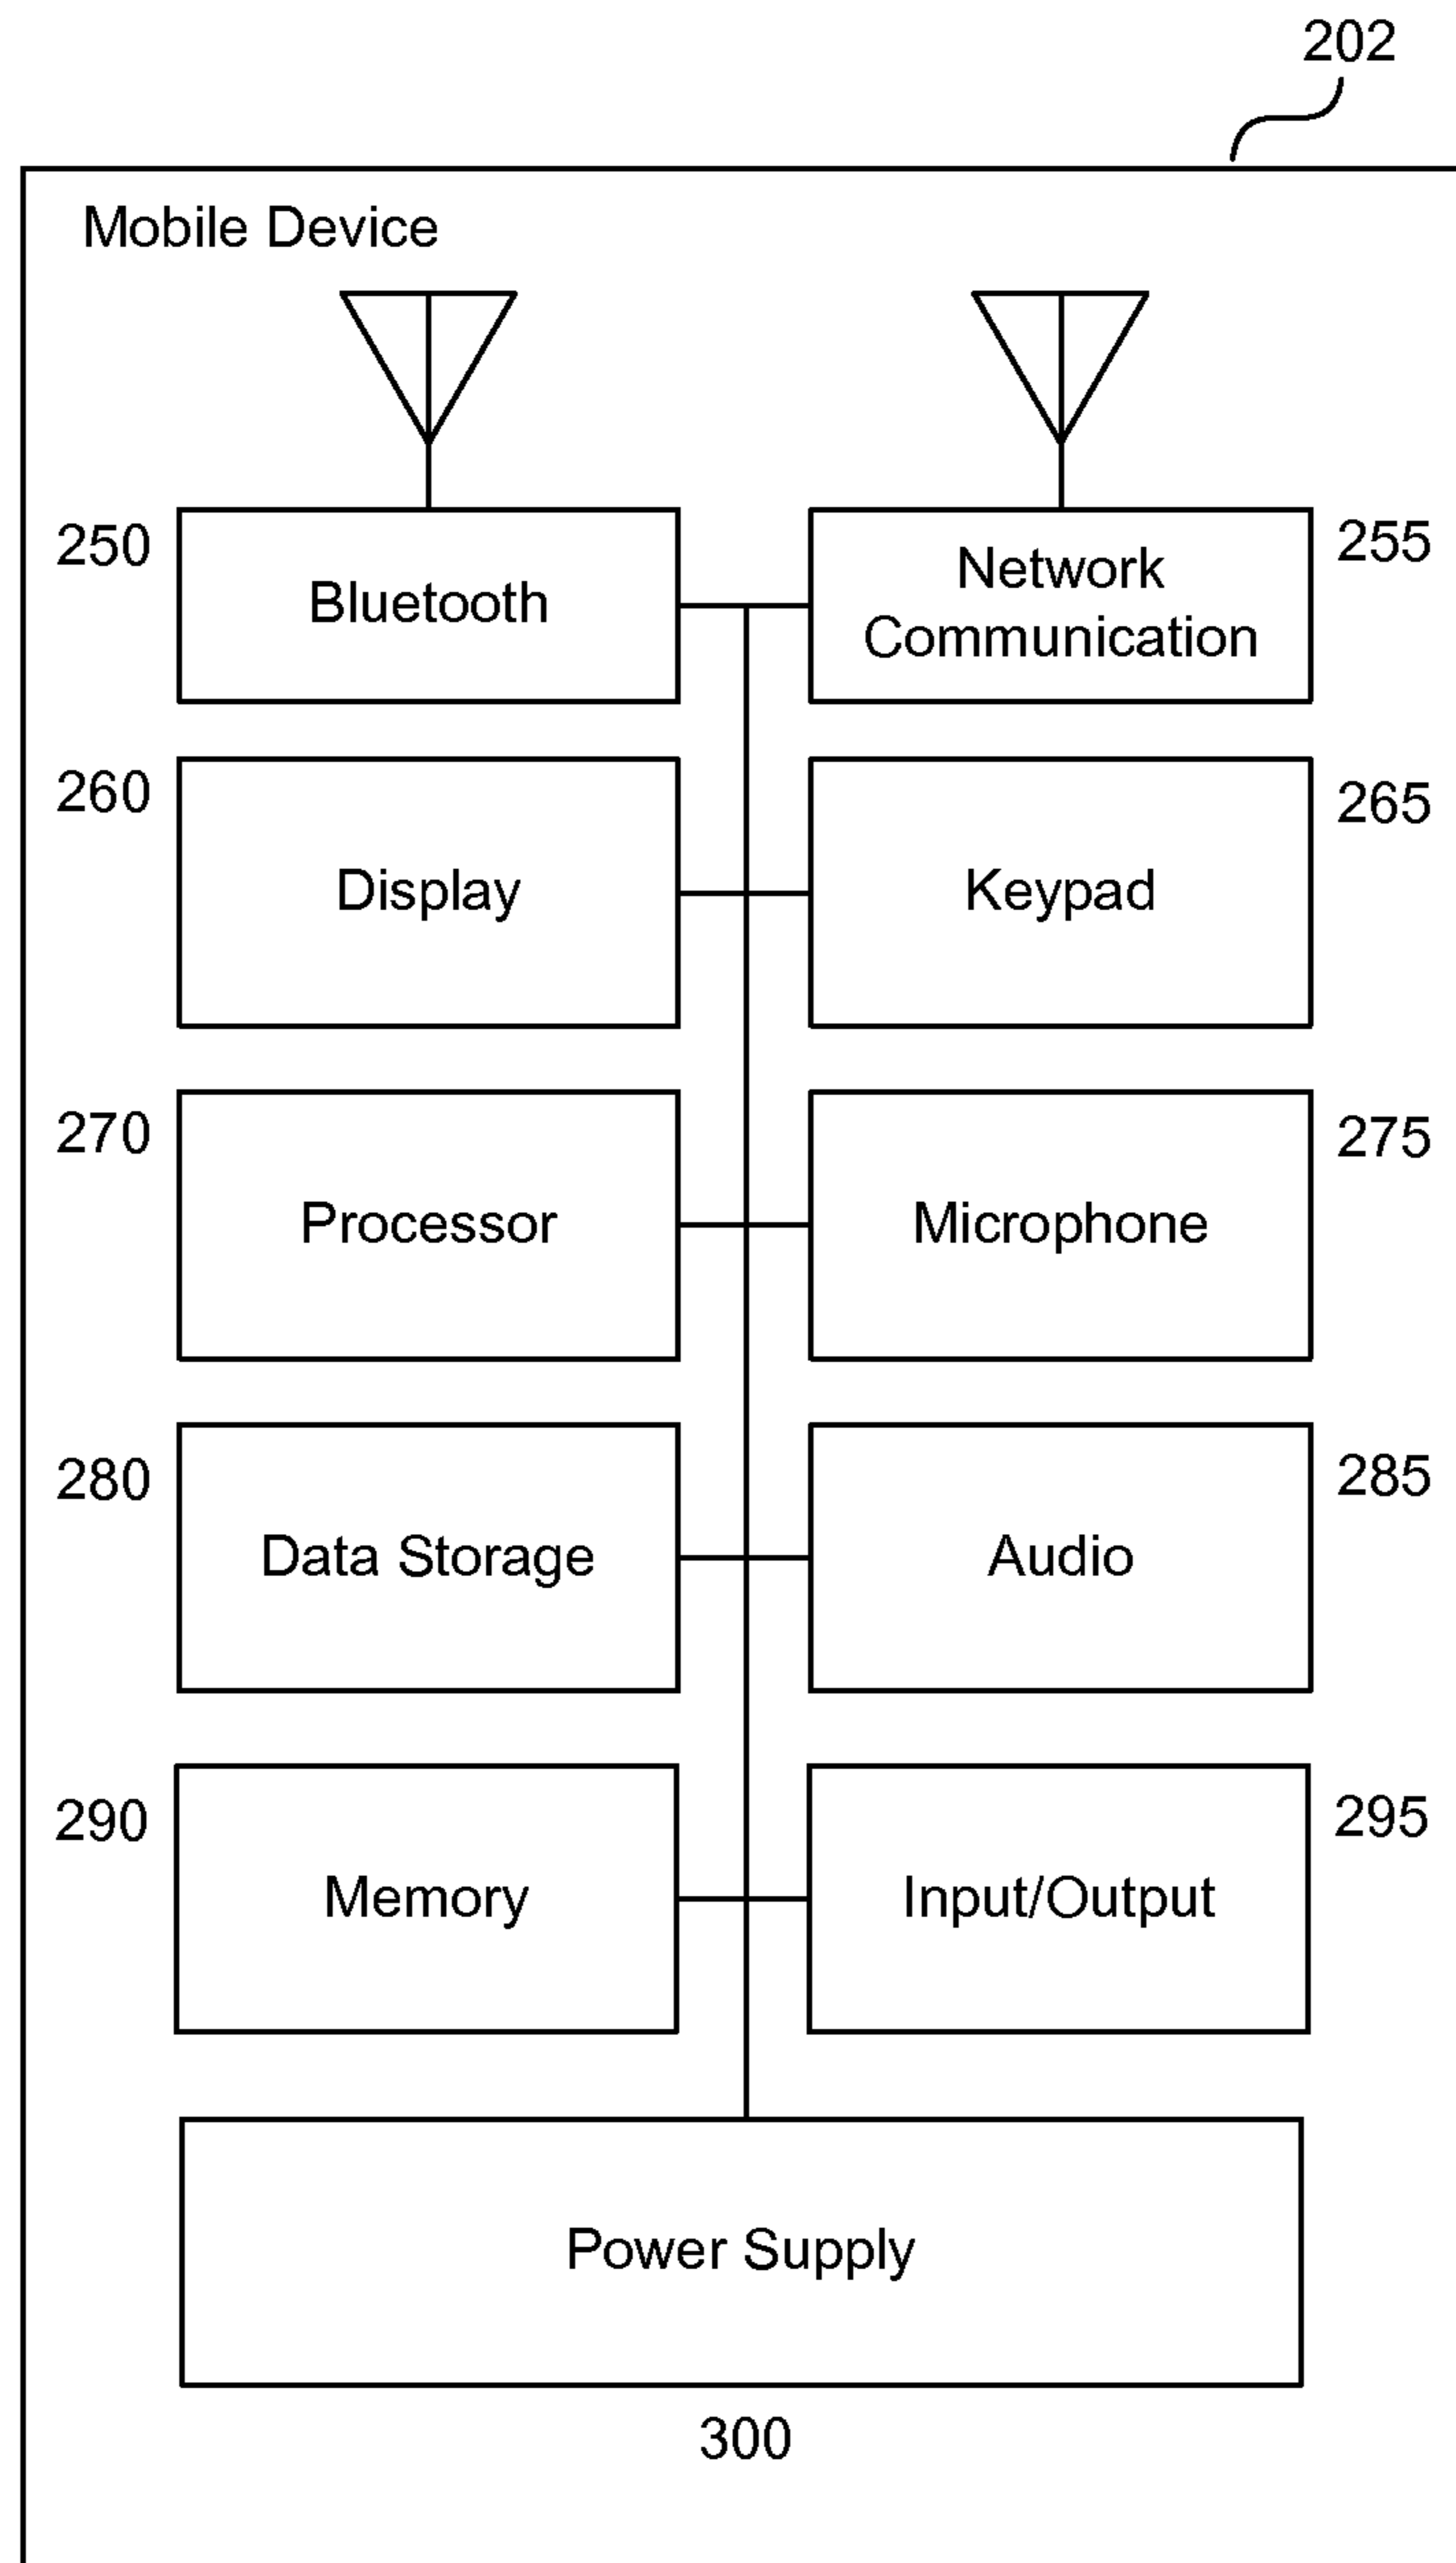 202
Mobile Device
250
Bluetooth
Network
Communication
255
260
Display
Keypad
265
270
Processor
Microphone
275
280
Data Storage
Audio
285
290
Memory
Input/Output
295
Power Supply
300